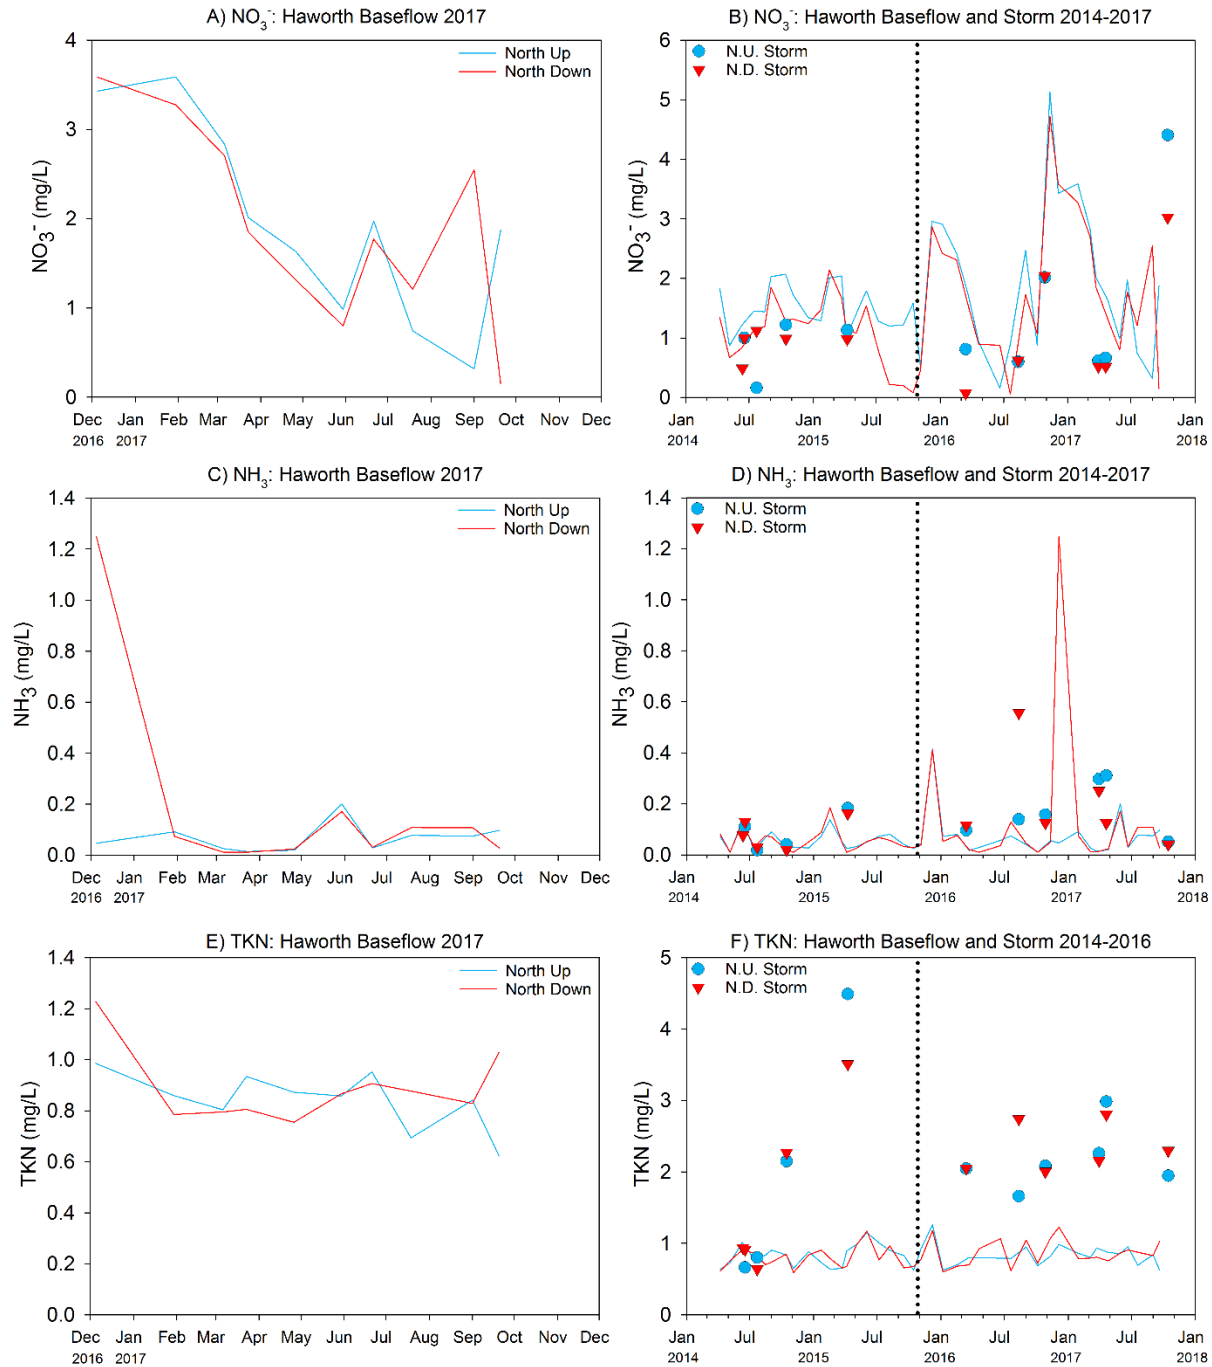 A) NO₃⁻: Haworth Baseflow 2017
4
3
2
1
0
NO₃⁻ (mg/L)
North Up
North Down
Dec Jan Feb Mar Apr May Jun Jul Aug Sep Oct Nov Dec
2016 2017
B) NO₃⁻: Haworth Baseflow and Storm 2014-2017
6
5
4
3
2
1
0
NO₃⁻ (mg/L)
N.U. Storm
N.D. Storm
Jan Jul Jan Jul Jan Jul Jan Jul Jan
2014 2015 2016 2017 2018
C) NH₃: Haworth Baseflow 2017
1.4
1.2
1.0
0.8
0.6
0.4
0.2
0.0
NH₃ (mg/L)
North Up
North Down
Dec Jan Feb Mar Apr May Jun Jul Aug Sep Oct Nov Dec
2016 2017
D) NH₃: Haworth Baseflow and Storm 2014-2017
1.4
1.2
1.0
0.8
0.6
0.4
0.2
0.0
NH₃ (mg/L)
N.U. Storm
N.D. Storm
Jan Jul Jan Jul Jan Jul Jan Jul Jan
2014 2015 2016 2017 2018
E) TKN: Haworth Baseflow 2017
1.4
1.2
1.0
0.8
0.6
0.4
0.2
0.0
TKN (mg/L)
North Up
North Down
Dec Jan Feb Mar Apr May Jun Jul Aug Sep Oct Nov Dec
2016 2017
F) TKN: Haworth Baseflow and Storm 2014-2016
5
4
3
2
1
0
TKN (mg/L)
N.U. Storm
N.D. Storm
Jan Jul Jan Jul Jan Jul Jan Jul Jan
2014 2015 2016 2017 2018